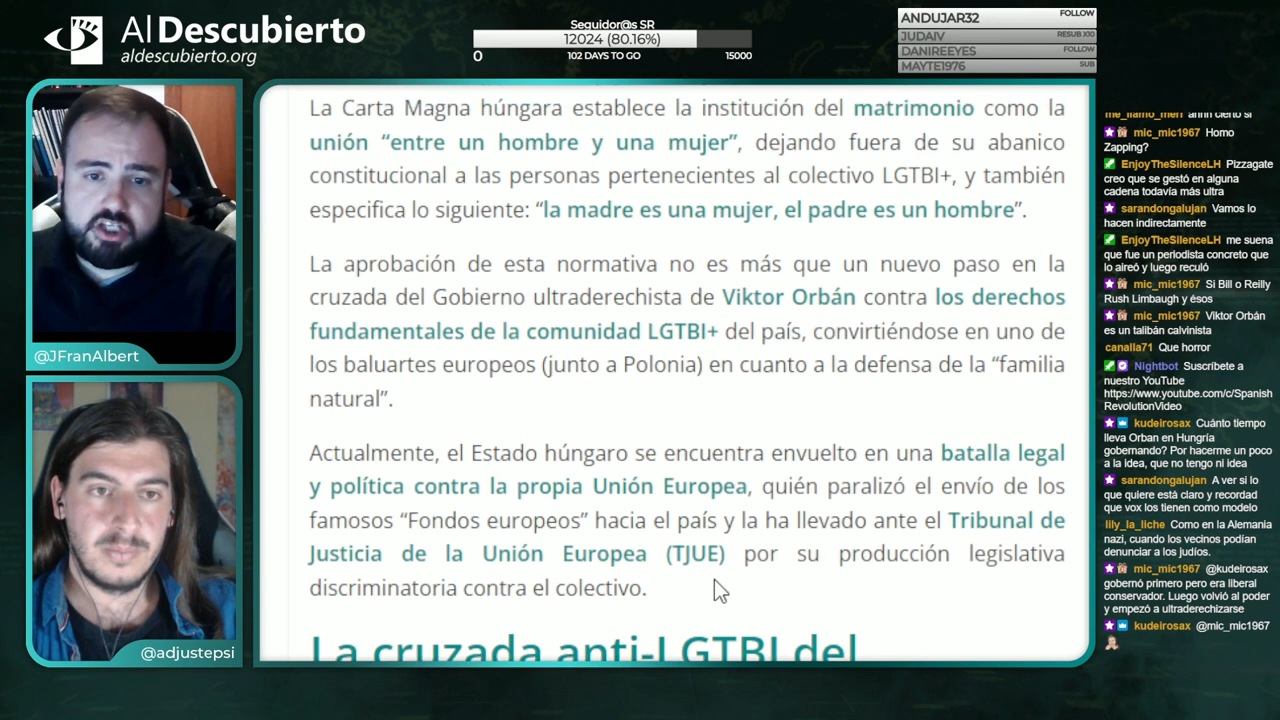 Al Descubierto
aldescubierto.org
Seguidor@s SR
12024 (80.16%)
0
102 DAYS TO GO
15000
ANDUJAR32 FOLLOW
JUDAIV RESUB X10
DANIREEYES FOLLOW
MAYTE1976 SUB
@JFranAlbert
@adjustepsi
La Carta Magna húngara establece la institución del matrimonio como la
unión “entre un hombre y una mujer”, dejando fuera de su abanico
constitucional a las personas pertenecientes al colectivo LGTBI+, y también
especifica lo siguiente: “la madre es una mujer, el padre es un hombre”.
La aprobación de esta normativa no es más que un nuevo paso en la
cruzada del Gobierno ultraderechista de Viktor Orbán contra los derechos
fundamentales de la comunidad LGTBI+ del país, convirtiéndose en uno de
los baluartes europeos (junto a Polonia) en cuanto a la defensa de la “familia
natural”.
Actualmente, el Estado húngaro se encuentra envuelto en una batalla legal
y política contra la propia Unión Europea, quién paralizó el envío de los
famosos “Fondos europeos” hacia el país y la ha llevado ante el Tribunal de
Justicia de la Unión Europea (TJUE) por su producción legislativa
discriminatoria contra el colectivo.
La cruzada anti-LGTBI del
cierto si
mic_mic1967 Homo
Zapping?
EnjoyTheSilenceLH Pizzagate
creo que se gestó en alguna
cadena todavía más ultra
sarandongalujan Vamos lo
hacen indirectamente
EnjoyTheSilenceLH me suena
que fue un periodista concreto que
lo aireó y luego reculó
mic_mic1967 Si Bill o Reilly
Rush Limbaugh y ésos
mic_mic1967 Viktor Orbán
es un talibán calvinista
canalla71 Que horror
Nightbot Suscríbete a
nuestro YouTube
https://www.youtube.com/c/Spanish
RevolutionVideo
kudeirosax Cuánto tiempo
lleva Orban en Hungría
gobernando? Por hacerme un poco
a la idea, que no tengo ni idea
sarandongalujan A ver si lo
que quiere está claro y recordad
que vox los tienen como modelo
lily_la_liche Como en la Alemania
nazi, cuando los vecinos podían
denunciar a los judíos.
mic_mic1967 @kudeirosax
gobernó primero pero era liberal
conservador. Luego volvió al poder
y empezó a ultraderechizarse
kudeirosax @mic_mic1967